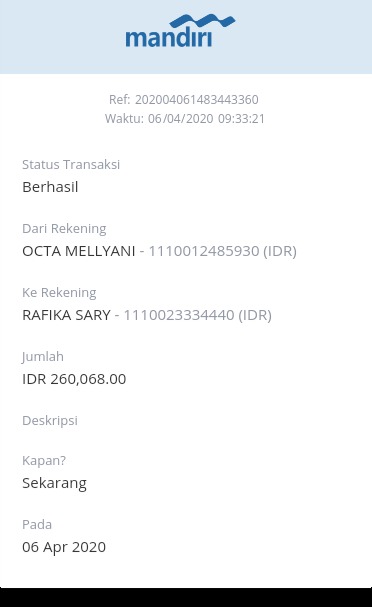 mandiri
Ref: 202004061483443360
Waktu: 06/04/2020 09:33:21
Status Transaksi
Berhasil
Dari Rekening
OCTA MELLYANI - 1110012485930 (IDR)
Ke Rekening
RAFIKA SARY - 1110023334440 (IDR)
Jumlah
IDR 260,068.00
Deskripsi
Kapan?
Sekarang
Pada
06 Apr 2020